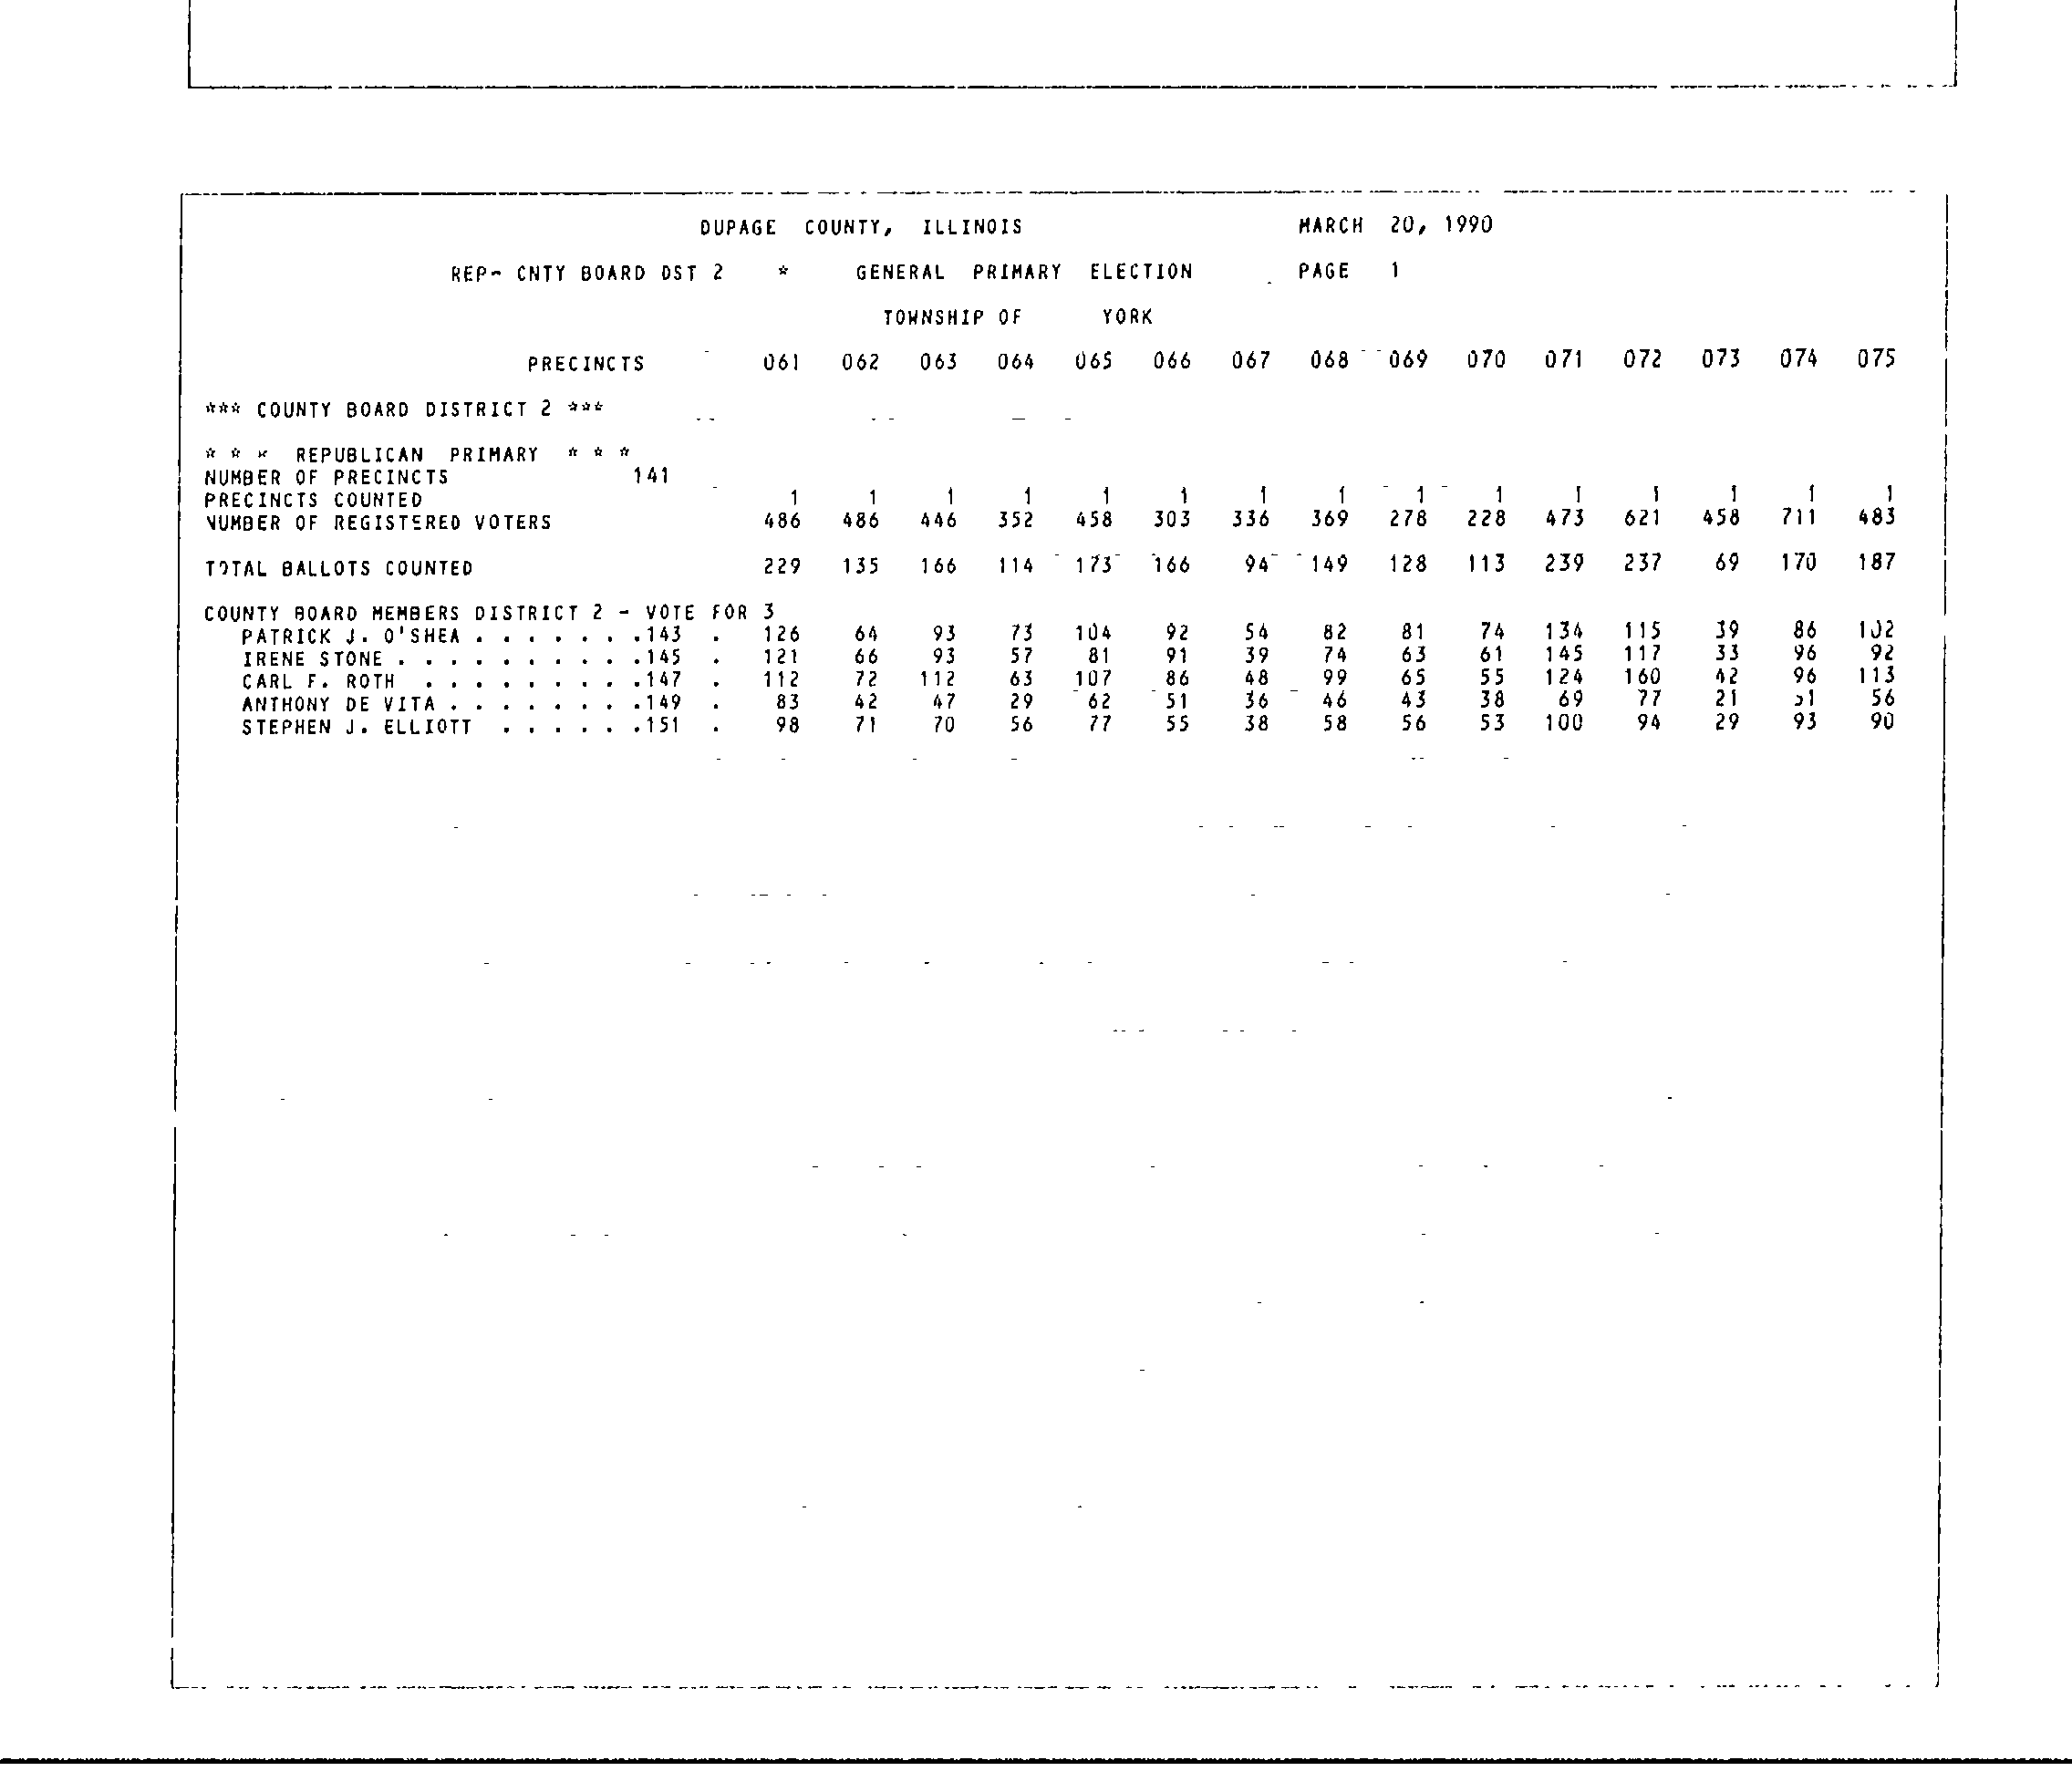 DUPAGE COUNTY, ILLINOIS MARCH 20, 1990
REP- CNTY BOARD DST 2 * GENERAL PRIMARY ELECTION PAGE 1
TOWNSHIP OF YORK
PRECINCTS 061 062 063 064 065 066 067 068 069 070 071 072 073 074 075
*** COUNTY BOARD DISTRICT 2 ***
* * * REPUBLICAN PRIMARY * * *
NUMBER OF PRECINCTS 141
PRECINCTS COUNTED 1 1 1 1 1 1 1 1 1 1 1 1 1 1 1
NUMBER OF REGISTERED VOTERS 486 486 446 352 458 303 336 369 278 228 473 621 458 711 483
TOTAL BALLOTS COUNTED 229 135 166 114 173 166 94 149 128 113 239 237 69 170 187
COUNTY BOARD MEMBERS DISTRICT 2 - VOTE FOR 3
PATRICK J. O'SHEA . . . . . . .143 . 126 64 93 73 104 92 54 82 81 74 134 115 39 86 102
IRENE STONE . . . . . . . . . .145 . 121 66 93 57 81 91 39 74 63 61 145 117 33 96 92
CARL F. ROTH . . . . . . . . .147 . 112 72 112 63 107 86 48 99 65 55 124 160 42 96 113
ANTHONY DE VITA . . . . . . . .149 . 83 42 47 29 62 51 36 46 43 38 69 77 21 51 56
STEPHEN J. ELLIOTT . . . . . .151 . 98 71 70 56 77 55 38 58 56 53 100 94 29 93 90